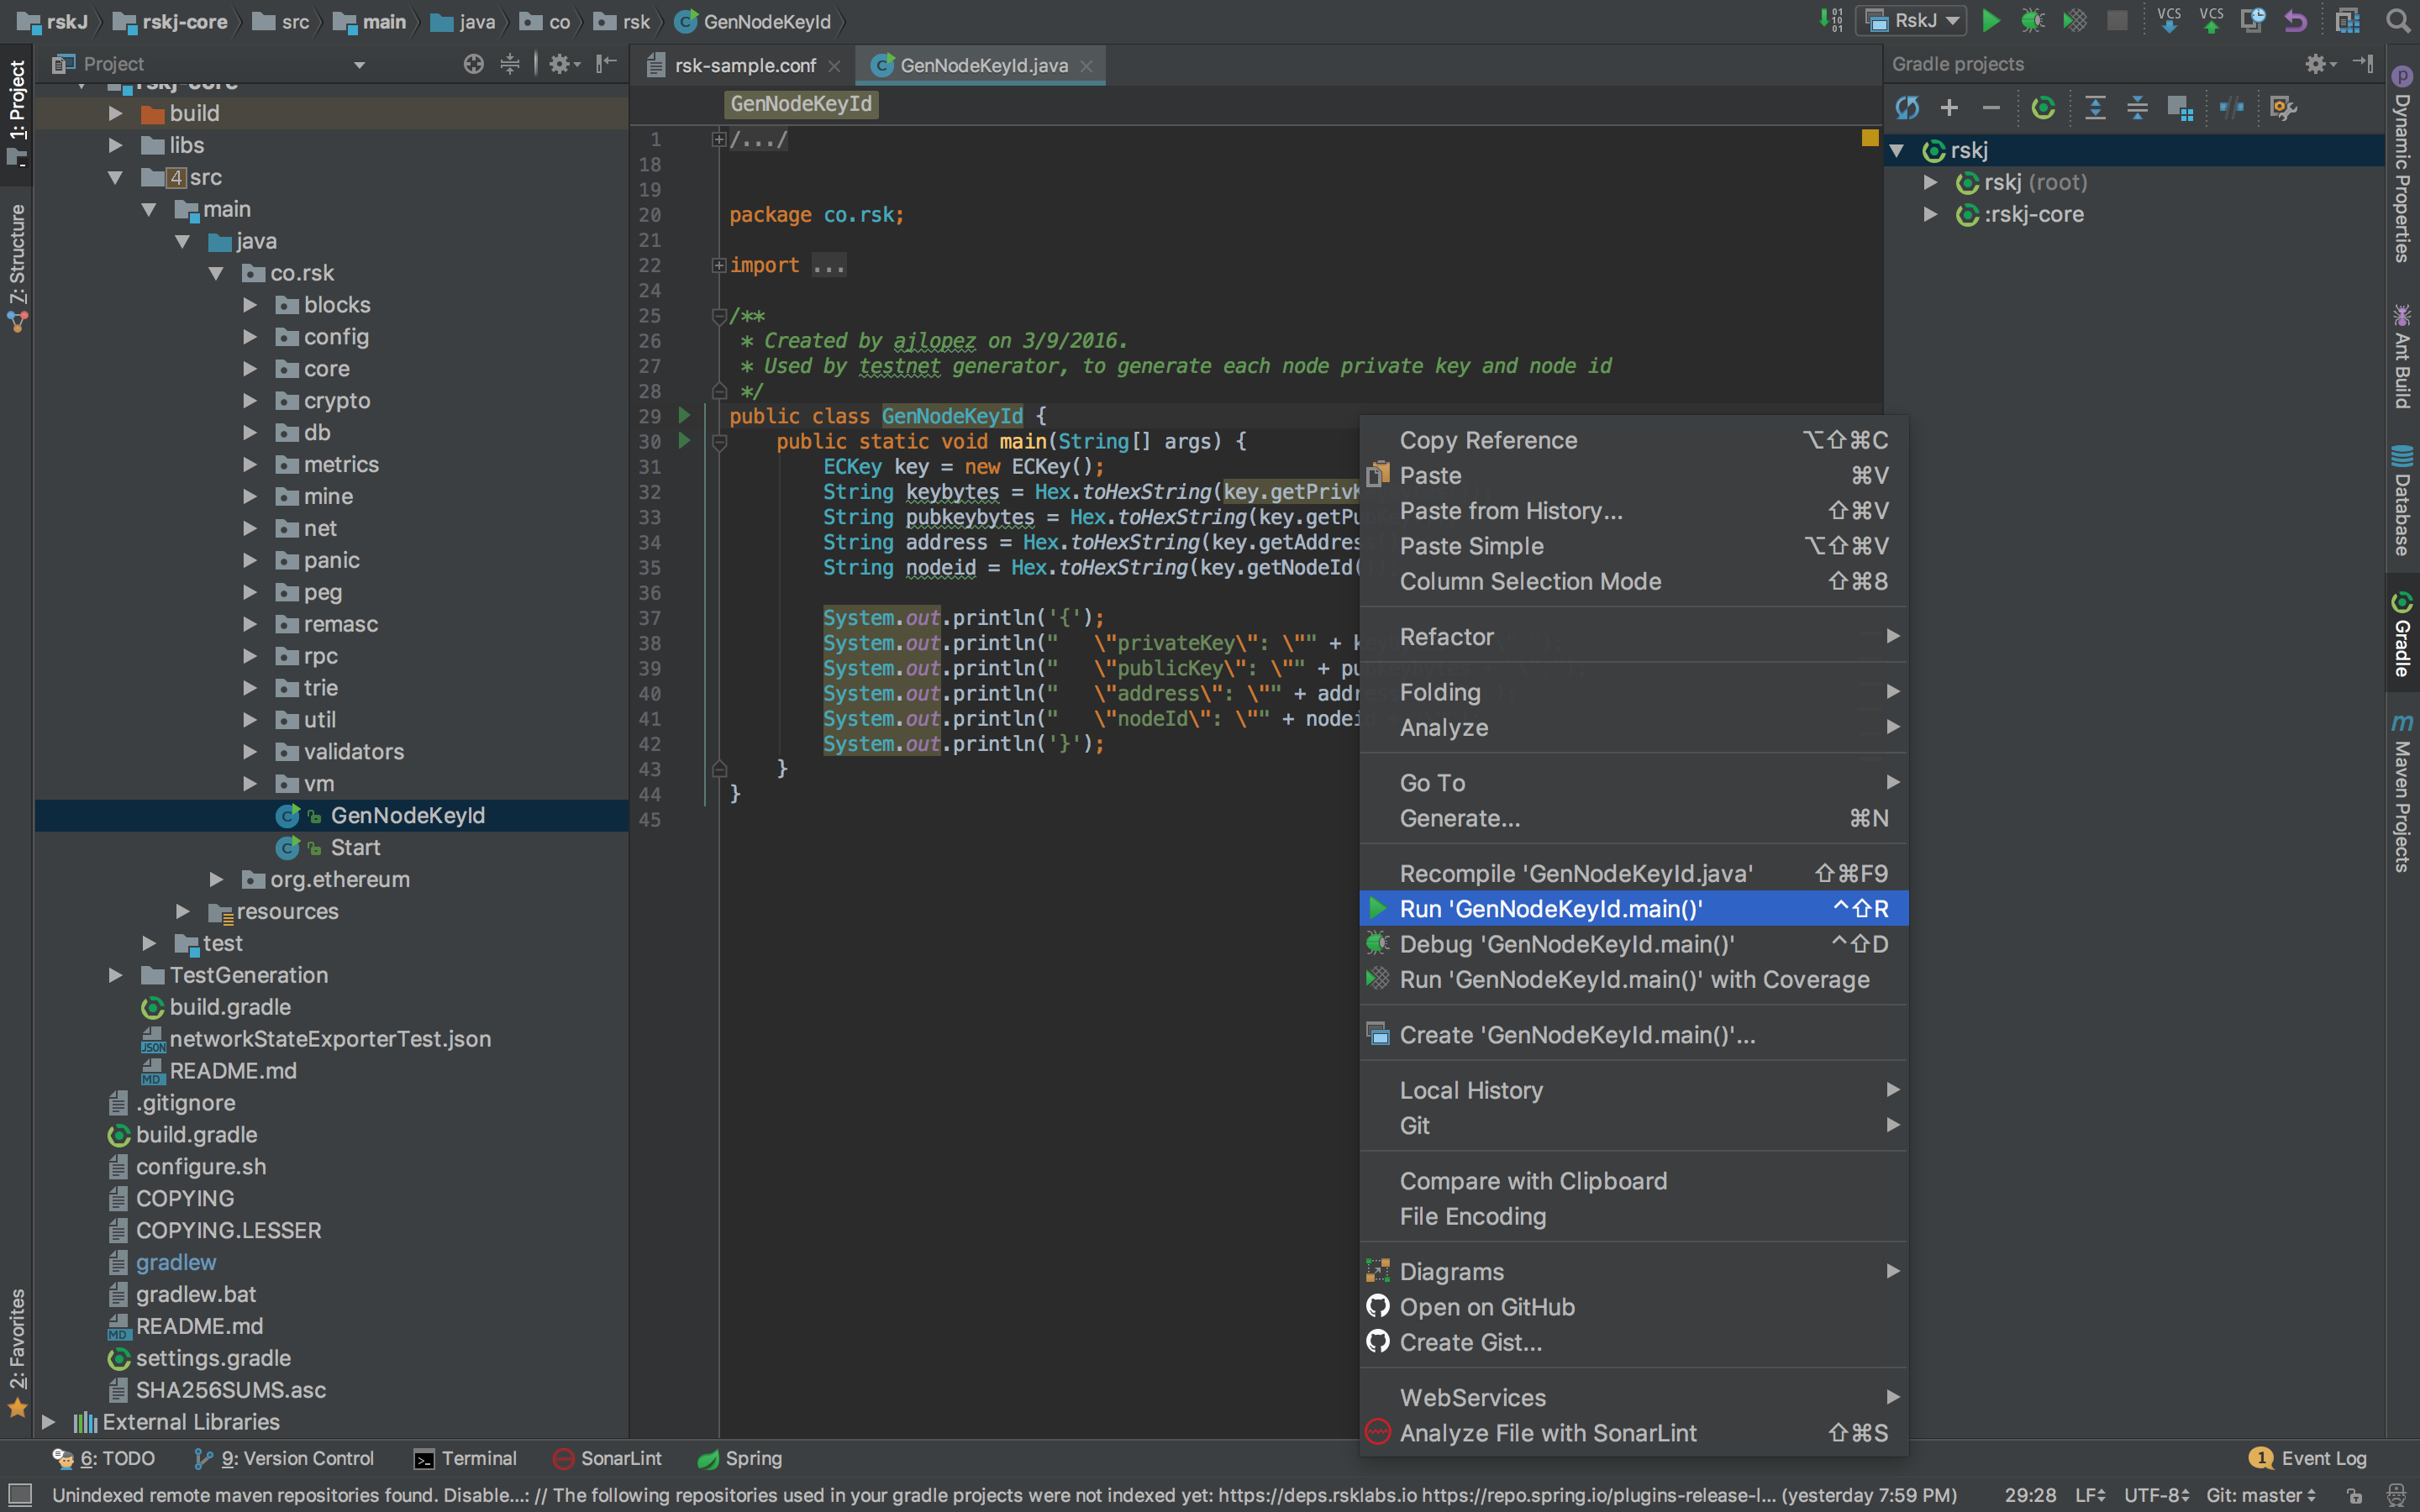 rskJ
rskj-core
src
main
java
co
rsk
GenNodeKeyId
RskJ
VCS
VCS
1: Project
7: Structure
2: Favorites
Project
rskj-core
build
libs
4 src
main
java
co.rsk
blocks
config
core
crypto
db
metrics
mine
net
panic
peg
remasc
rpc
trie
util
validators
vm
GenNodeKeyId
Start
org.ethereum
resources
test
TestGeneration
build.gradle
networkStateExporterTest.json
README.md
.gitignore
build.gradle
configure.sh
COPYING
COPYING.LESSER
gradlew
gradlew.bat
README.md
settings.gradle
SHA256SUMS.asc
External Libraries
rsk-sample.conf
GenNodeKeyId.java
GenNodeKeyId
1 /.../
18
19
20 package co.rsk;
21
22 import ...
24
25 /**
26 * Created by ajlopez on 3/9/2016.
27 * Used by testnet generator, to generate each node private key and node id
28 */
29 public class GenNodeKeyId {
30 public static void main(String[] args) {
31 ECKey key = new ECKey();
32 String keybytes = Hex.toHexString(key.getPrivK
33 String pubkeybytes = Hex.toHexString(key.getPu
34 String address = Hex.toHexString(key.getAddres
35 String nodeid = Hex.toHexString(key.getNodeId(
36
37 System.out.println('{');
38 System.out.println("   \"privateKey\": \"" + k
39 System.out.println("   \"publicKey\": \"" + pu
40 System.out.println("   \"address\": \"" + addr
41 System.out.println("   \"nodeId\": \"" + nodei
42 System.out.println('}');
43 }
44 }
45
Copy Reference ⌥⇧⌘C
Paste ⌘V
Paste from History... ⇧⌘V
Paste Simple ⌥⇧⌘V
Column Selection Mode ⇧⌘8
Refactor
Folding
Analyze
Go To
Generate... ⌘N
Recompile 'GenNodeKeyId.java' ⇧⌘F9
Run 'GenNodeKeyId.main()' ^⇧R
Debug 'GenNodeKeyId.main()' ^⇧D
Run 'GenNodeKeyId.main()' with Coverage
Create 'GenNodeKeyId.main()'...
Local History
Git
Compare with Clipboard
File Encoding
Diagrams
Open on GitHub
Create Gist...
WebServices
Analyze File with SonarLint ⇧⌘S
Gradle projects
rskj
rskj (root)
:rskj-core
Dynamic Properties
Ant Build
Database
Gradle
Maven Projects
6: TODO
9: Version Control
Terminal
SonarLint
Spring
1 Event Log
Unindexed remote maven repositories found. Disable...: // The following repositories used in your gradle projects were not indexed yet: https://deps.rsklabs.io https://repo.spring.io/plugins-release-l... (yesterday 7:59 PM)
29:28
LF
UTF-8
Git: master